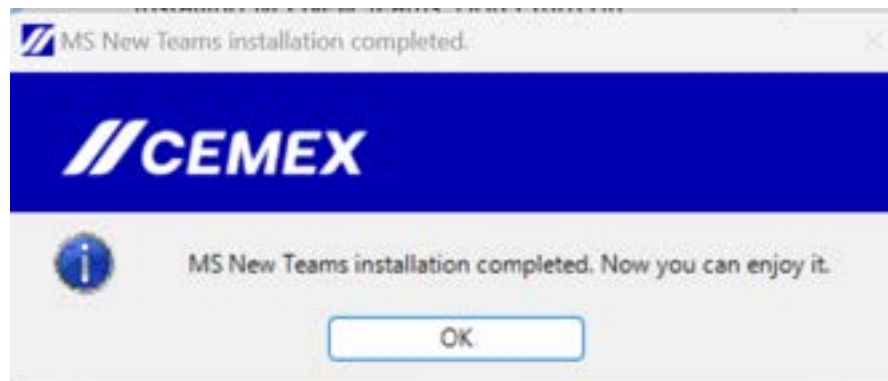 MS New Teams installation completed.
CEMEX
MS New Teams installation completed. Now you can enjoy it.
OK